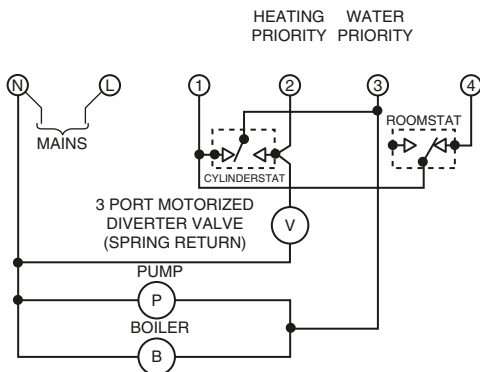 HEATING PRIORITY
WATER PRIORITY
N
L
1
2
3
4
MAINS
ROOMSTAT
CYLINDERSTAT
3 PORT MOTORIZED
DIVERTER VALVE
(SPRING RETURN)
V
PUMP
P
BOILER
B